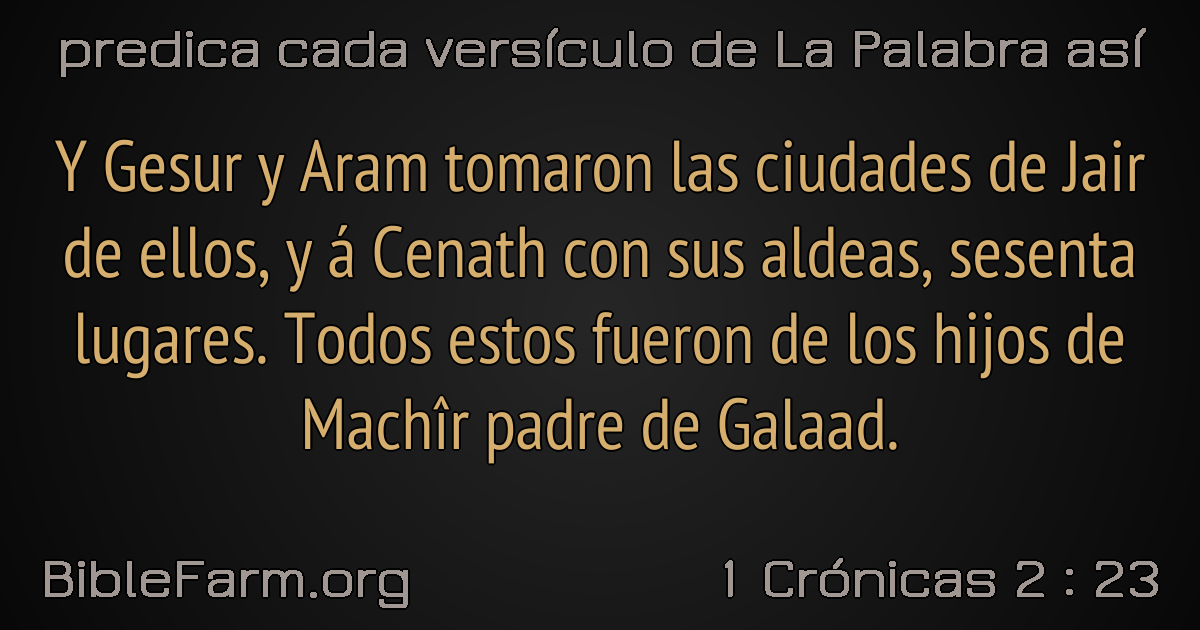 predica cada versículo de La Palabra así
Y Gesur y Aram tomaron las ciudades de Jair
de ellos, y á Cenath con sus aldeas, sesenta
lugares. Todos estos fueron de los hijos de
Machîr padre de Galaad.
BibleFarm.org
1 Crónicas 2 : 23